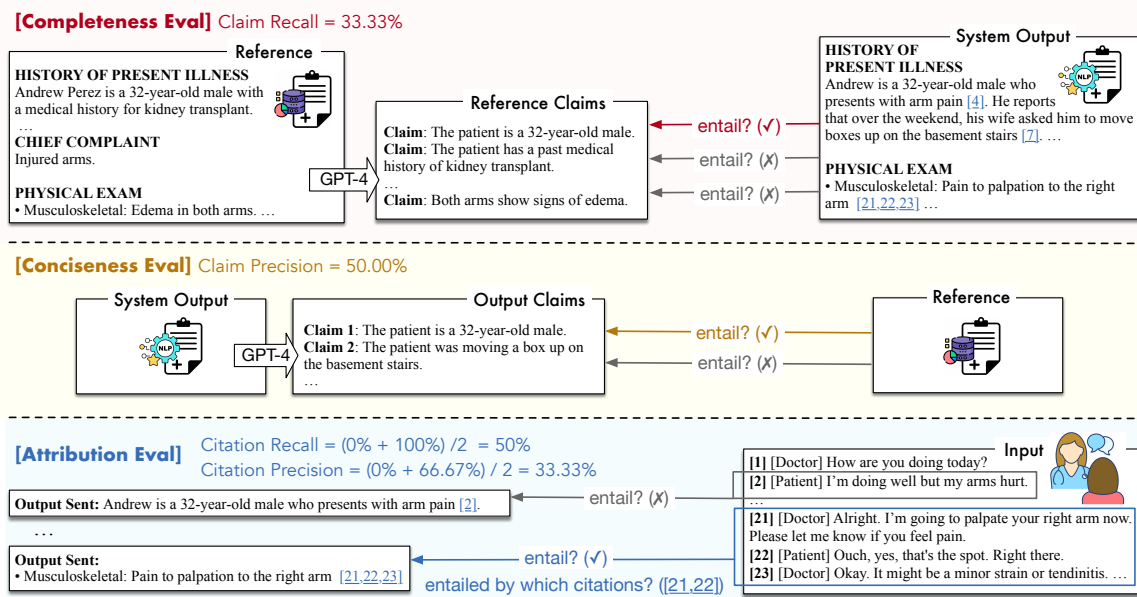 [Completeness Eval] Claim Recall = 33.33%
Reference
HISTORY OF PRESENT ILLNESS
Andrew Perez is a 32-year-old male with
a medical history for kidney transplant.
…
CHIEF COMPLAINT
Injured arms.
PHYSICAL EXAM
• Musculoskeletal: Edema in both arms. …
GPT-4
Reference Claims
Claim: The patient is a 32-year-old male.
Claim: The patient has a past medical
history of kidney transplant.
…
Claim: Both arms show signs of edema.
entail? (✓)
entail? (✗)
entail? (✗)
System Output
HISTORY OF
PRESENT ILLNESS
Andrew is a 32-year-old male who
presents with arm pain [4]. He reports
that over the weekend, his wife asked him to move
boxes up on the basement stairs [7]. …
PHYSICAL EXAM
• Musculoskeletal: Pain to palpation to the right
arm [21,22,23] …
NLP
[Conciseness Eval] Claim Precision = 50.00%
System Output
NLP
GPT-4
Output Claims
Claim 1: The patient is a 32-year-old male.
Claim 2: The patient was moving a box up on
the basement stairs.
…
entail? (✓)
entail? (✗)
Reference
[Attribution Eval]
Citation Recall = (0% + 100%) /2 = 50%
Citation Precision = (0% + 66.67%) / 2 = 33.33%
Output Sent: Andrew is a 32-year-old male who presents with arm pain [2].
…
Output Sent:
• Musculoskeletal: Pain to palpation to the right arm [21,22,23]
entail? (✗)
entail? (✓)
entailed by which citations? ([21,22])
Input
[1] [Doctor] How are you doing today?
[2] [Patient] I'm doing well but my arms hurt.
…
[21] [Doctor] Alright. I'm going to palpate your right arm now.
Please let me know if you feel pain.
[22] [Patient] Ouch, yes, that's the spot. Right there.
[23] [Doctor] Okay. It might be a minor strain or tendinitis. …